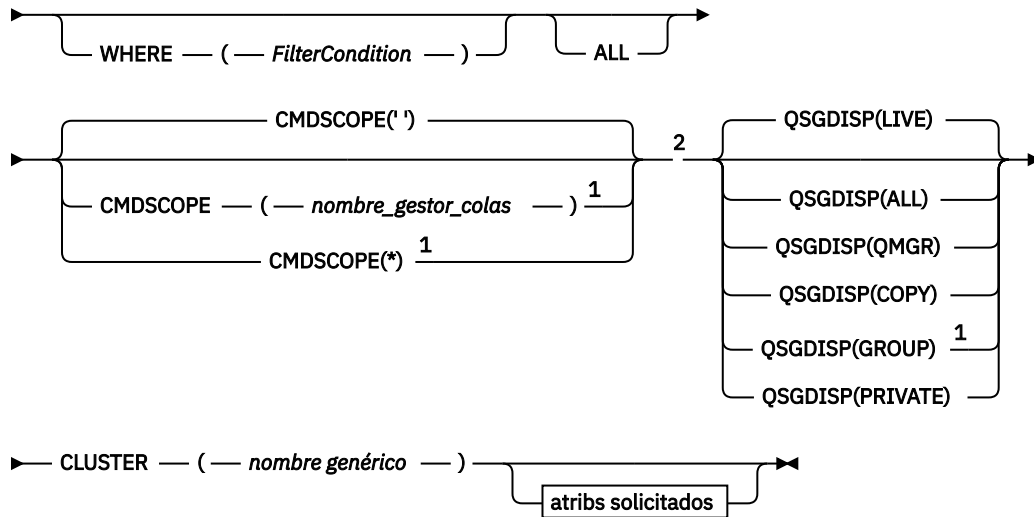 WHERE ( FilterCondition ) ALL
CMDSCOPE(' ') QSGDISP(LIVE)
2
CMDSCOPE ( nombre_gestor_colas ) 1 QSGDISP(ALL)
CMDSCOPE(*) 1 QSGDISP(QMGR)
QSGDISP(COPY)
QSGDISP(GROUP) 1
QSGDISP(PRIVATE)
CLUSTER ( nombre genérico )
atribs solicitados